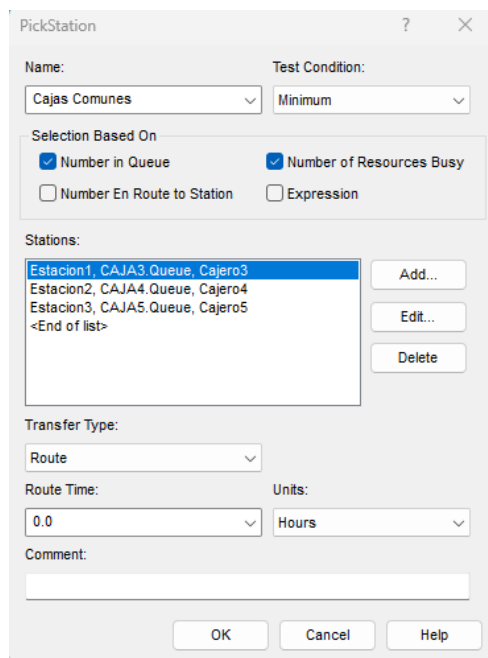 PickStation ?
Name: Test Condition:
Cajas Comunes Minimum
Selection Based On
Number in Queue Number of Resources Busy
Number En Route to Station Expression
Stations:
Estacion1, CAJA3.Queue, Cajero3
Estacion2, CAJA4.Queue, Cajero4
Estacion3, CAJA5.Queue, Cajero5
<End of list>
Add...
Edit...
Delete
Transfer Type:
Route
Route Time: Units:
0.0 Hours
Comment:
OK Cancel Help